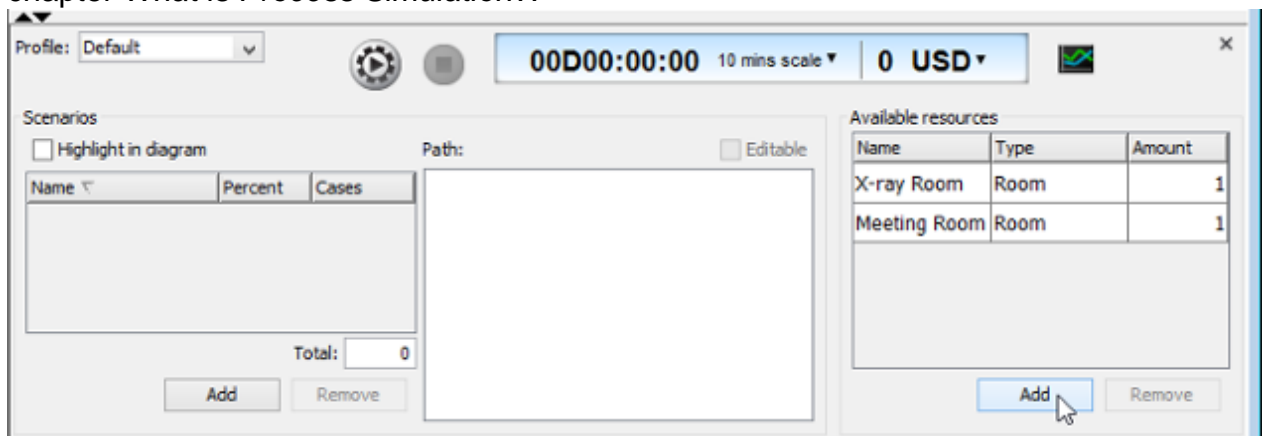 Profile: Default
00D00:00:00 10 mins scale 0 USD
Scenarios
Highlight in diagram
Path:
Editable
Name Percent Cases
Total: 0
Add Remove
Available resources
Name Type Amount
X-ray Room Room 1
Meeting Room Room 1
Add Remove